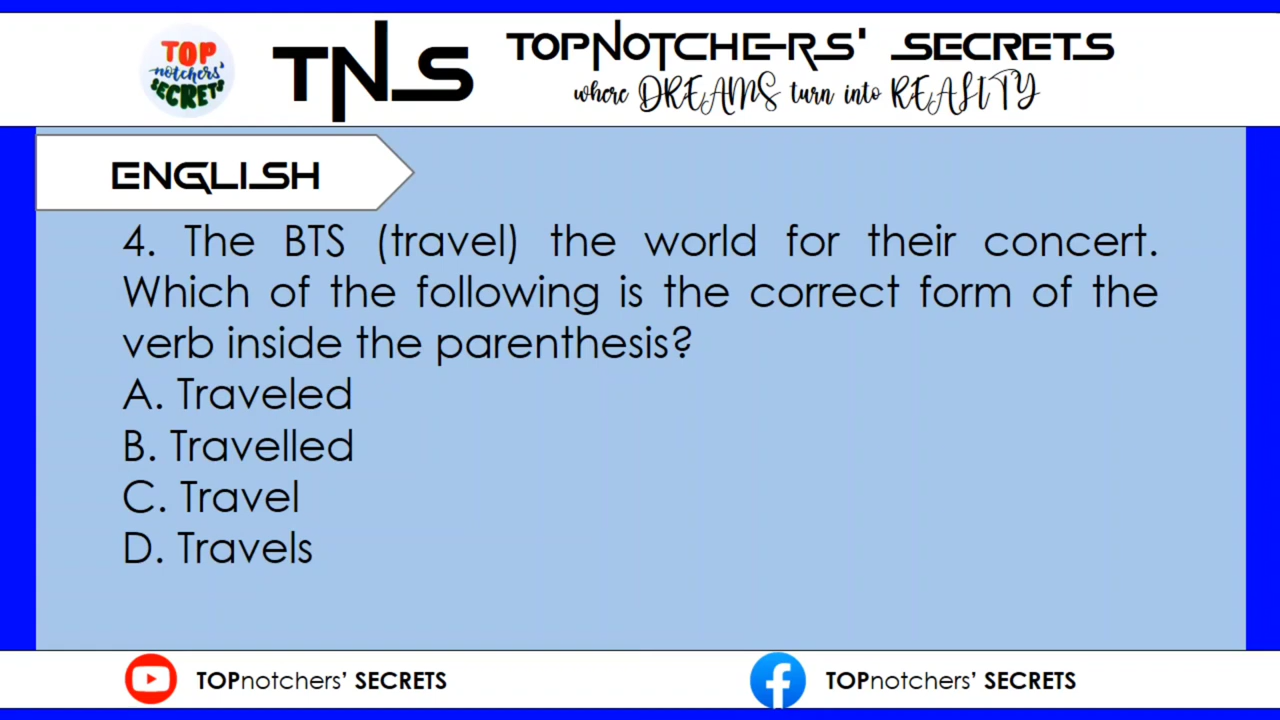 TOP
notchers'
SECRETS
TNS
TOPNOTCHERS' SECRETS
where DREAMS turn into REALITY
ENGLISH
4. The BTS (travel) the world for their concert.
Which of the following is the correct form of the
verb inside the parenthesis?
A. Traveled
B. Travelled
C. Travel
D. Travels
TOPnotchers' SECRETS
TOPnotchers' SECRETS